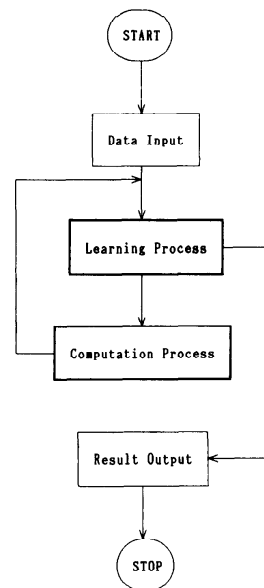 START
Data Input
Learning Process
Computation Process
Result Output
STOP